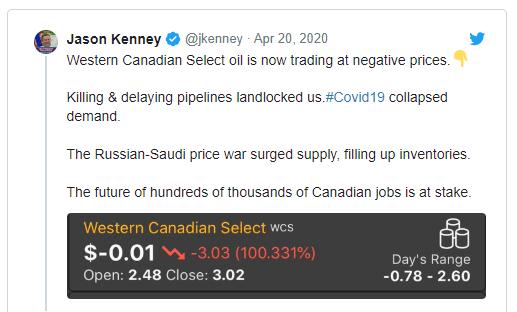 Jason Kenney @jkenney · Apr 20, 2020
Western Canadian Select oil is now trading at negative prices.👇
Killing & delaying pipelines landlocked us.#Covid19 collapsed
demand.
The Russian-Saudi price war surged supply, filling up inventories.
The future of hundreds of thousands of Canadian jobs is at stake.
Western Canadian Select WCS
$-0.01 -3.03 (100.331%)
Open: 2.48 Close: 3.02
Day's Range
-0.78 - 2.60